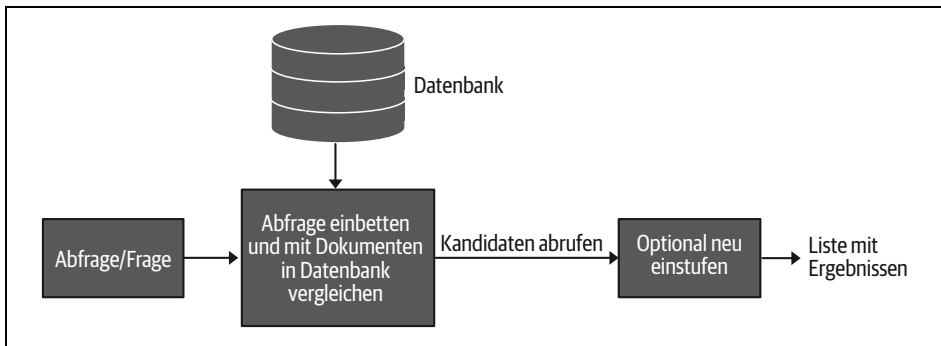 Datenbank
Abfrage/Frage
Abfrage einbetten
und mit Dokumenten
in Datenbank
vergleichen
Kandidaten abrufen
Optional neu
einstufen
Liste mit
Ergebnissen